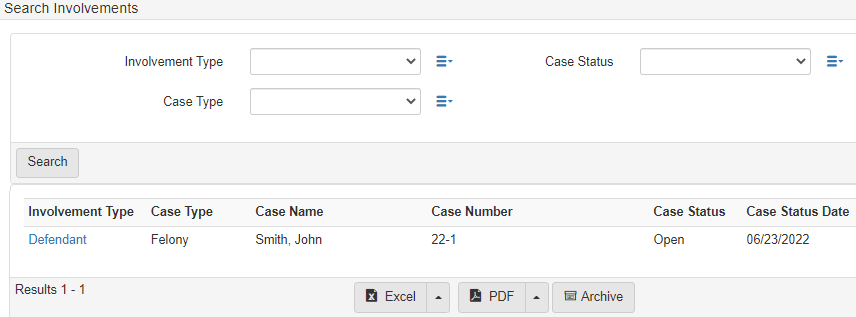 Search Involvements
Involvement Type Case Status
Case Type
Search
Involvement Type Case Type Case Name Case Number Case Status Case Status Date
Defendant Felony Smith, John 22-1 Open 06/23/2022
Results 1 - 1 Excel PDF Archive